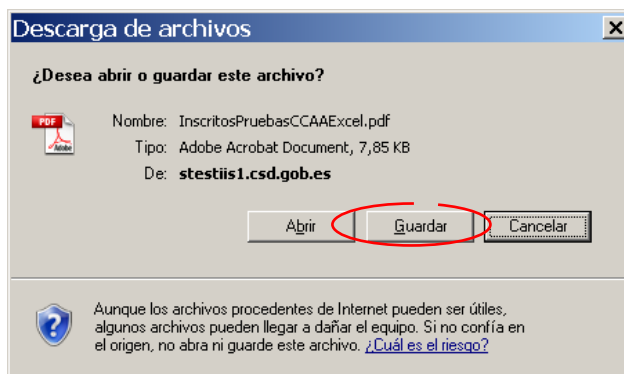 Descarga de archivos
¿Desea abrir o guardar este archivo?
PDF
Adobe
Nombre: InscritosPruebasCCAAExcel.pdf
Tipo: Adobe Acrobat Document, 7,85 KB
De: stestiis1.csd.gob.es
Abrir Guardar Cancelar
Aunque los archivos procedentes de Internet pueden ser útiles,
algunos archivos pueden llegar a dañar el equipo. Si no confía en
el origen, no abra ni guarde este archivo. ¿Cuál es el riesgo?